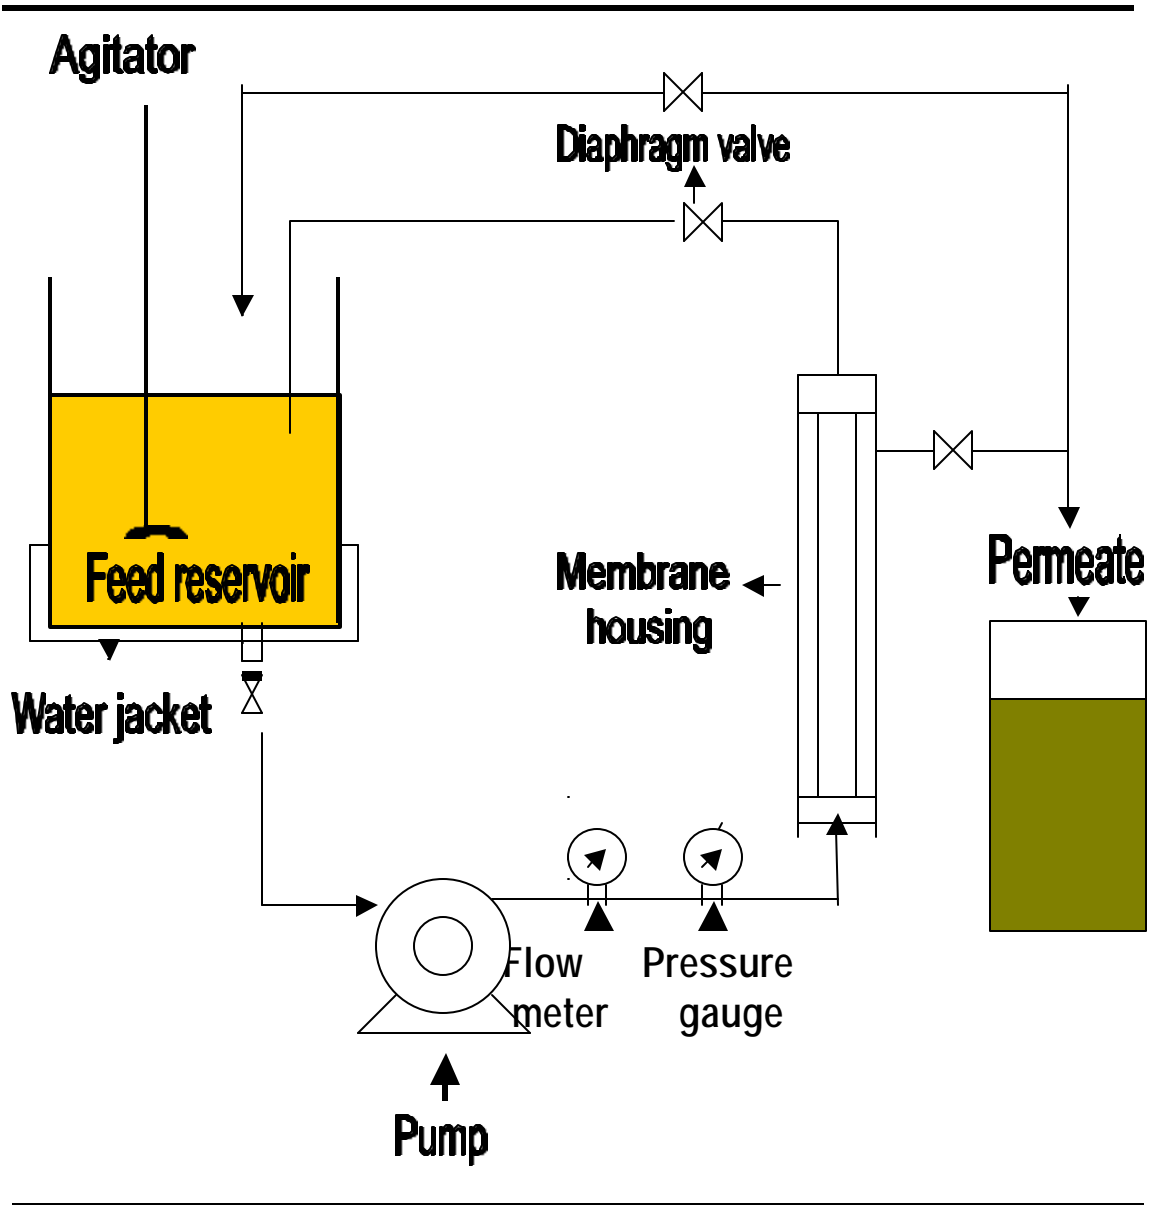 Agitator
Diaphragm valve
Permeate
Feed reservoir
Membrane
housing
Water jacket
Flow
meter
Pressure
gauge
Pump